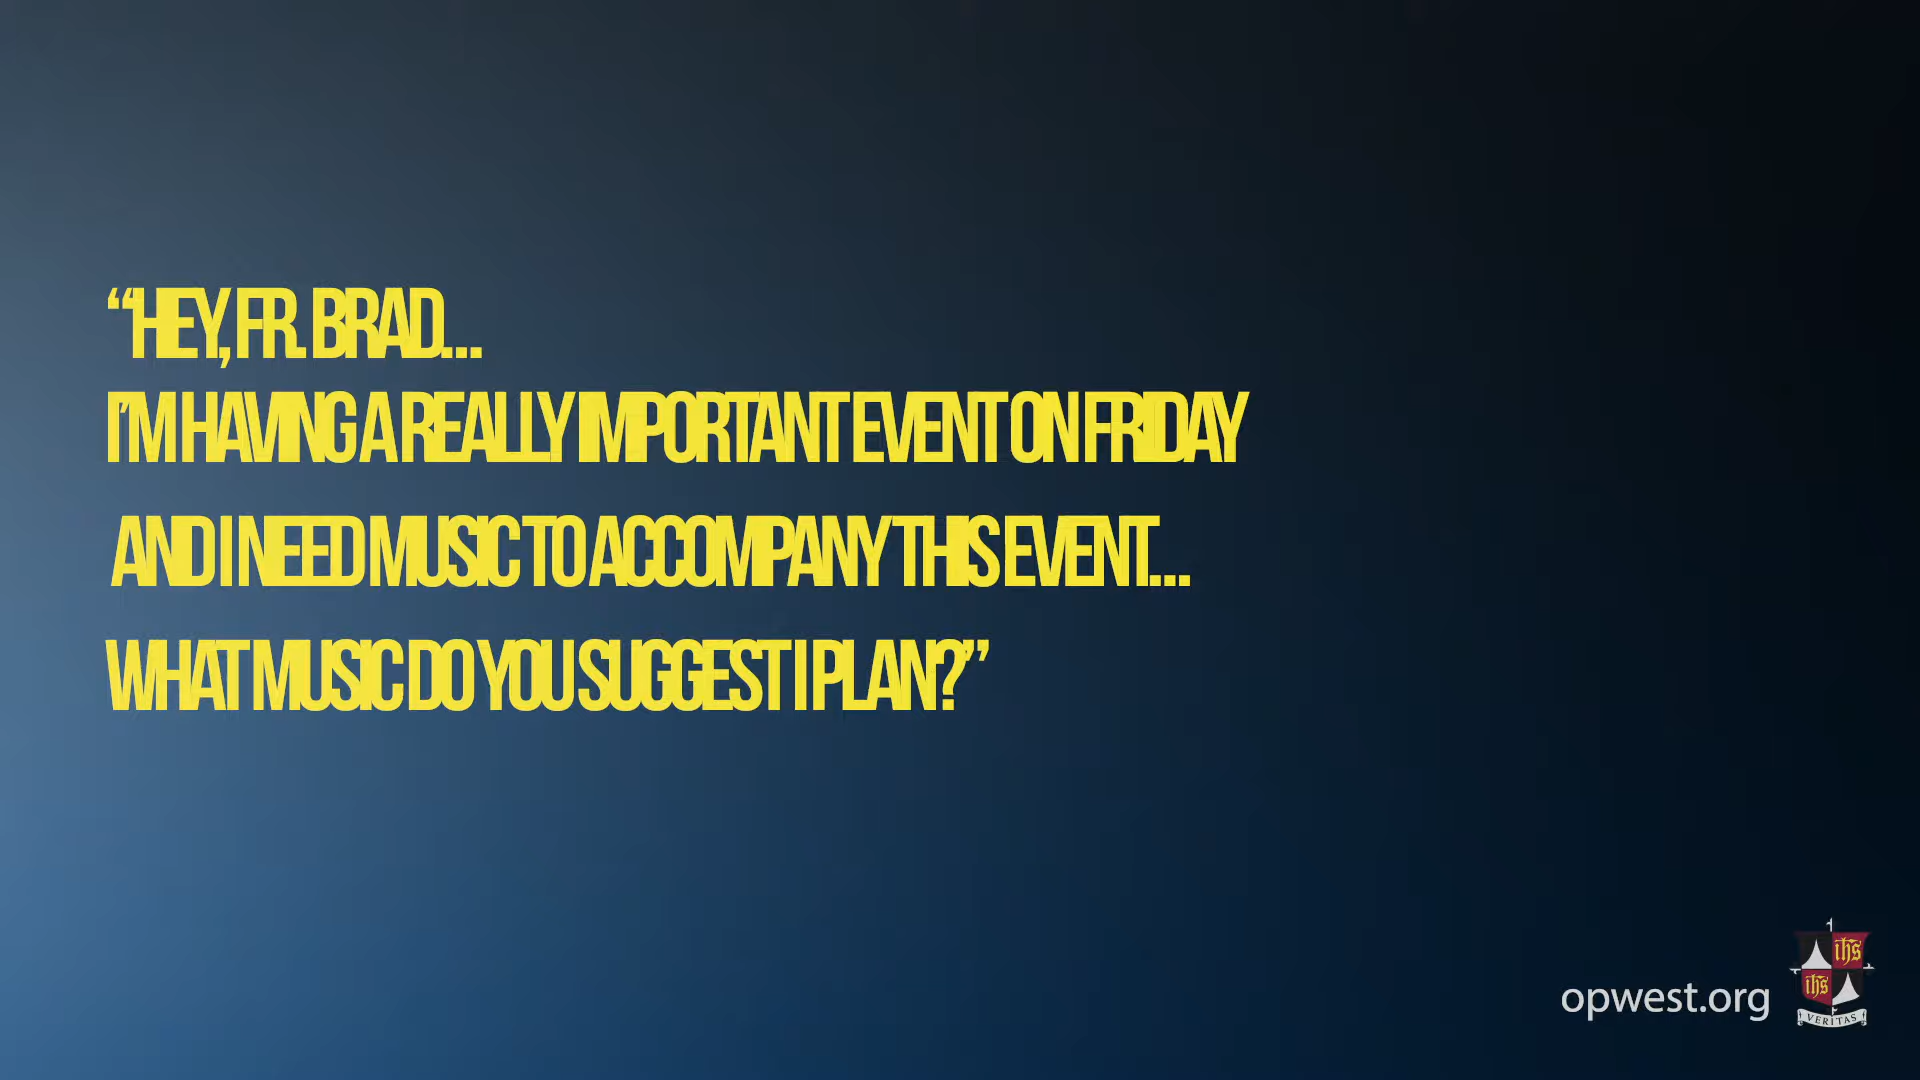 “HEY, FR. BRAD...
I’M HAVING A REALLY IMPORTANT EVENT ON FRIDAY
AND I NEED MUSIC TO ACCOMPANY THIS EVENT...
WHAT MUSIC DO YOU SUGGEST I PLAN?”
opwest.org
ihs
ihs
VERITAS